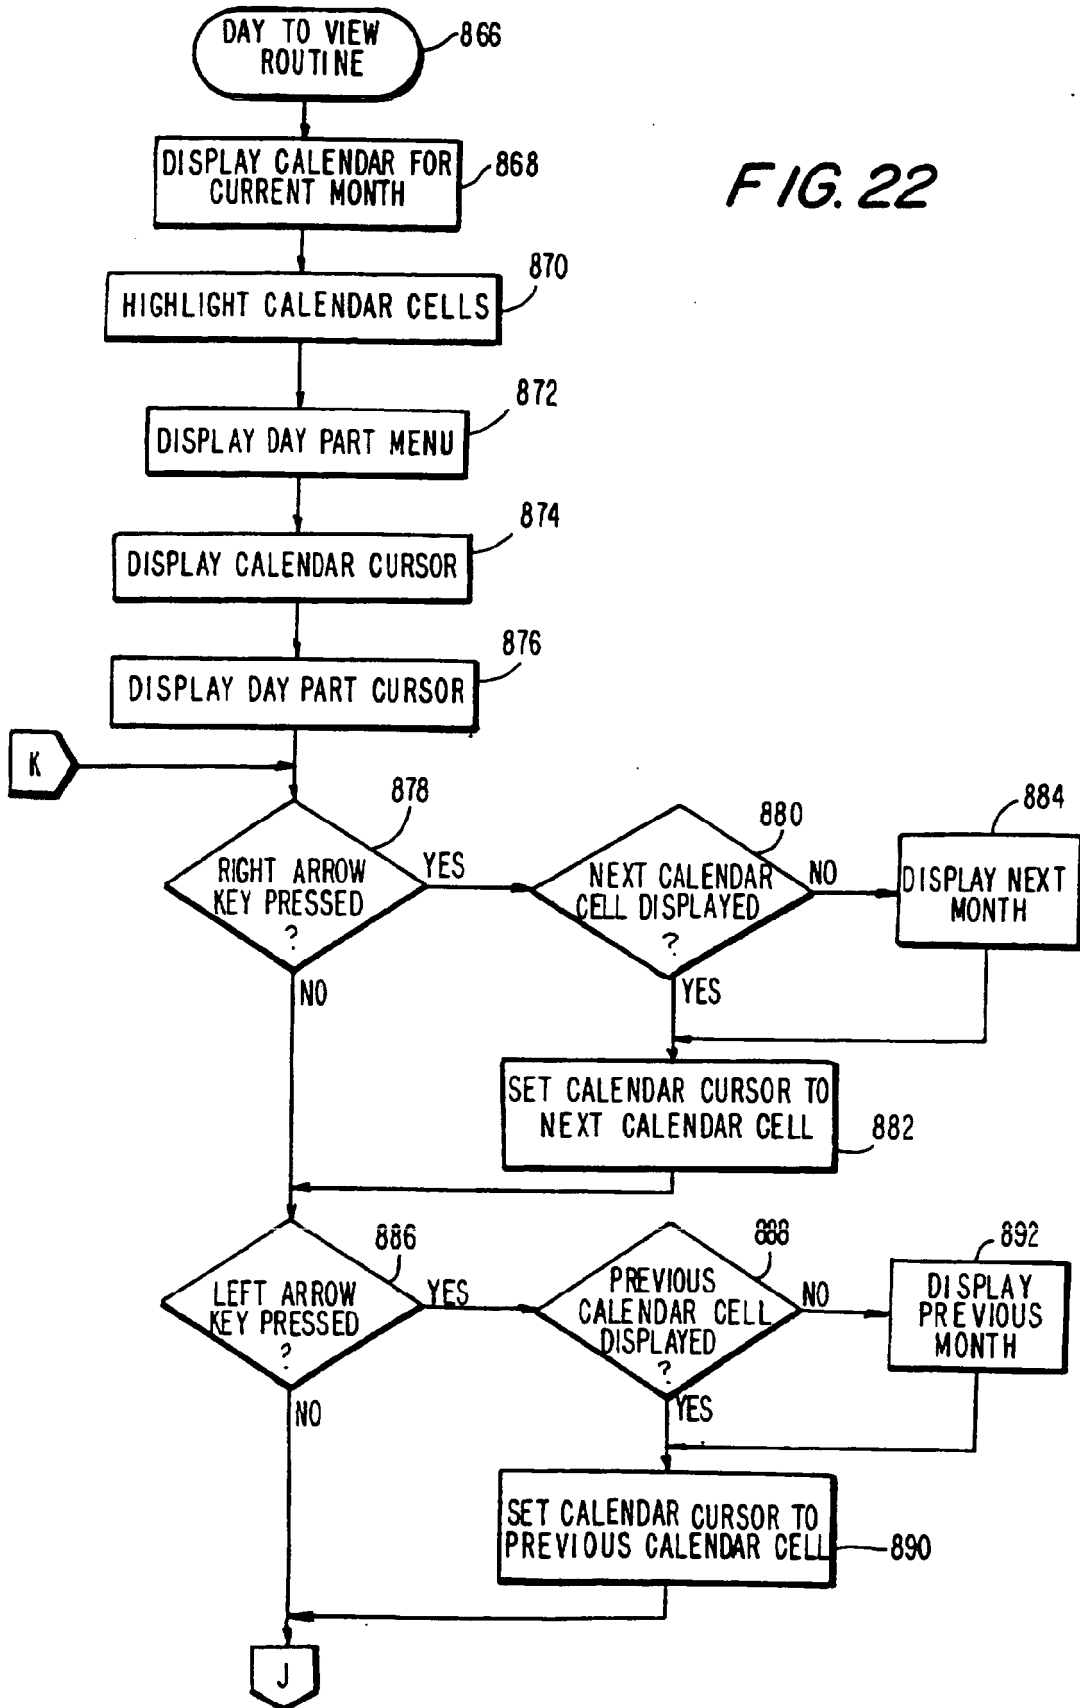 DAY TO VIEW
ROUTINE
866
DISPLAY CALENDAR FOR
CURRENT MONTH
868
FIG. 22
870
HIGHLIGHT CALENDAR CELLS
872
DISPLAY DAY PART MENU
874
DISPLAY CALENDAR CURSOR
876
DISPLAY DAY PART CURSOR
K
878
RIGHT ARROW
KEY PRESSED
?
YES
NO
880
NEXT CALENDAR
CELL DISPLAYED
?
NO
YES
884
DISPLAY NEXT
MONTH
SET CALENDAR CURSOR TO
NEXT CALENDAR CELL
882
886
LEFT ARROW
KEY PRESSED
?
YES
NO
888
PREVIOUS
CALENDAR CELL
DISPLAYED
?
NO
YES
892
DISPLAY
PREVIOUS
MONTH
SET CALENDAR CURSOR TO
PREVIOUS CALENDAR CELL
890
J